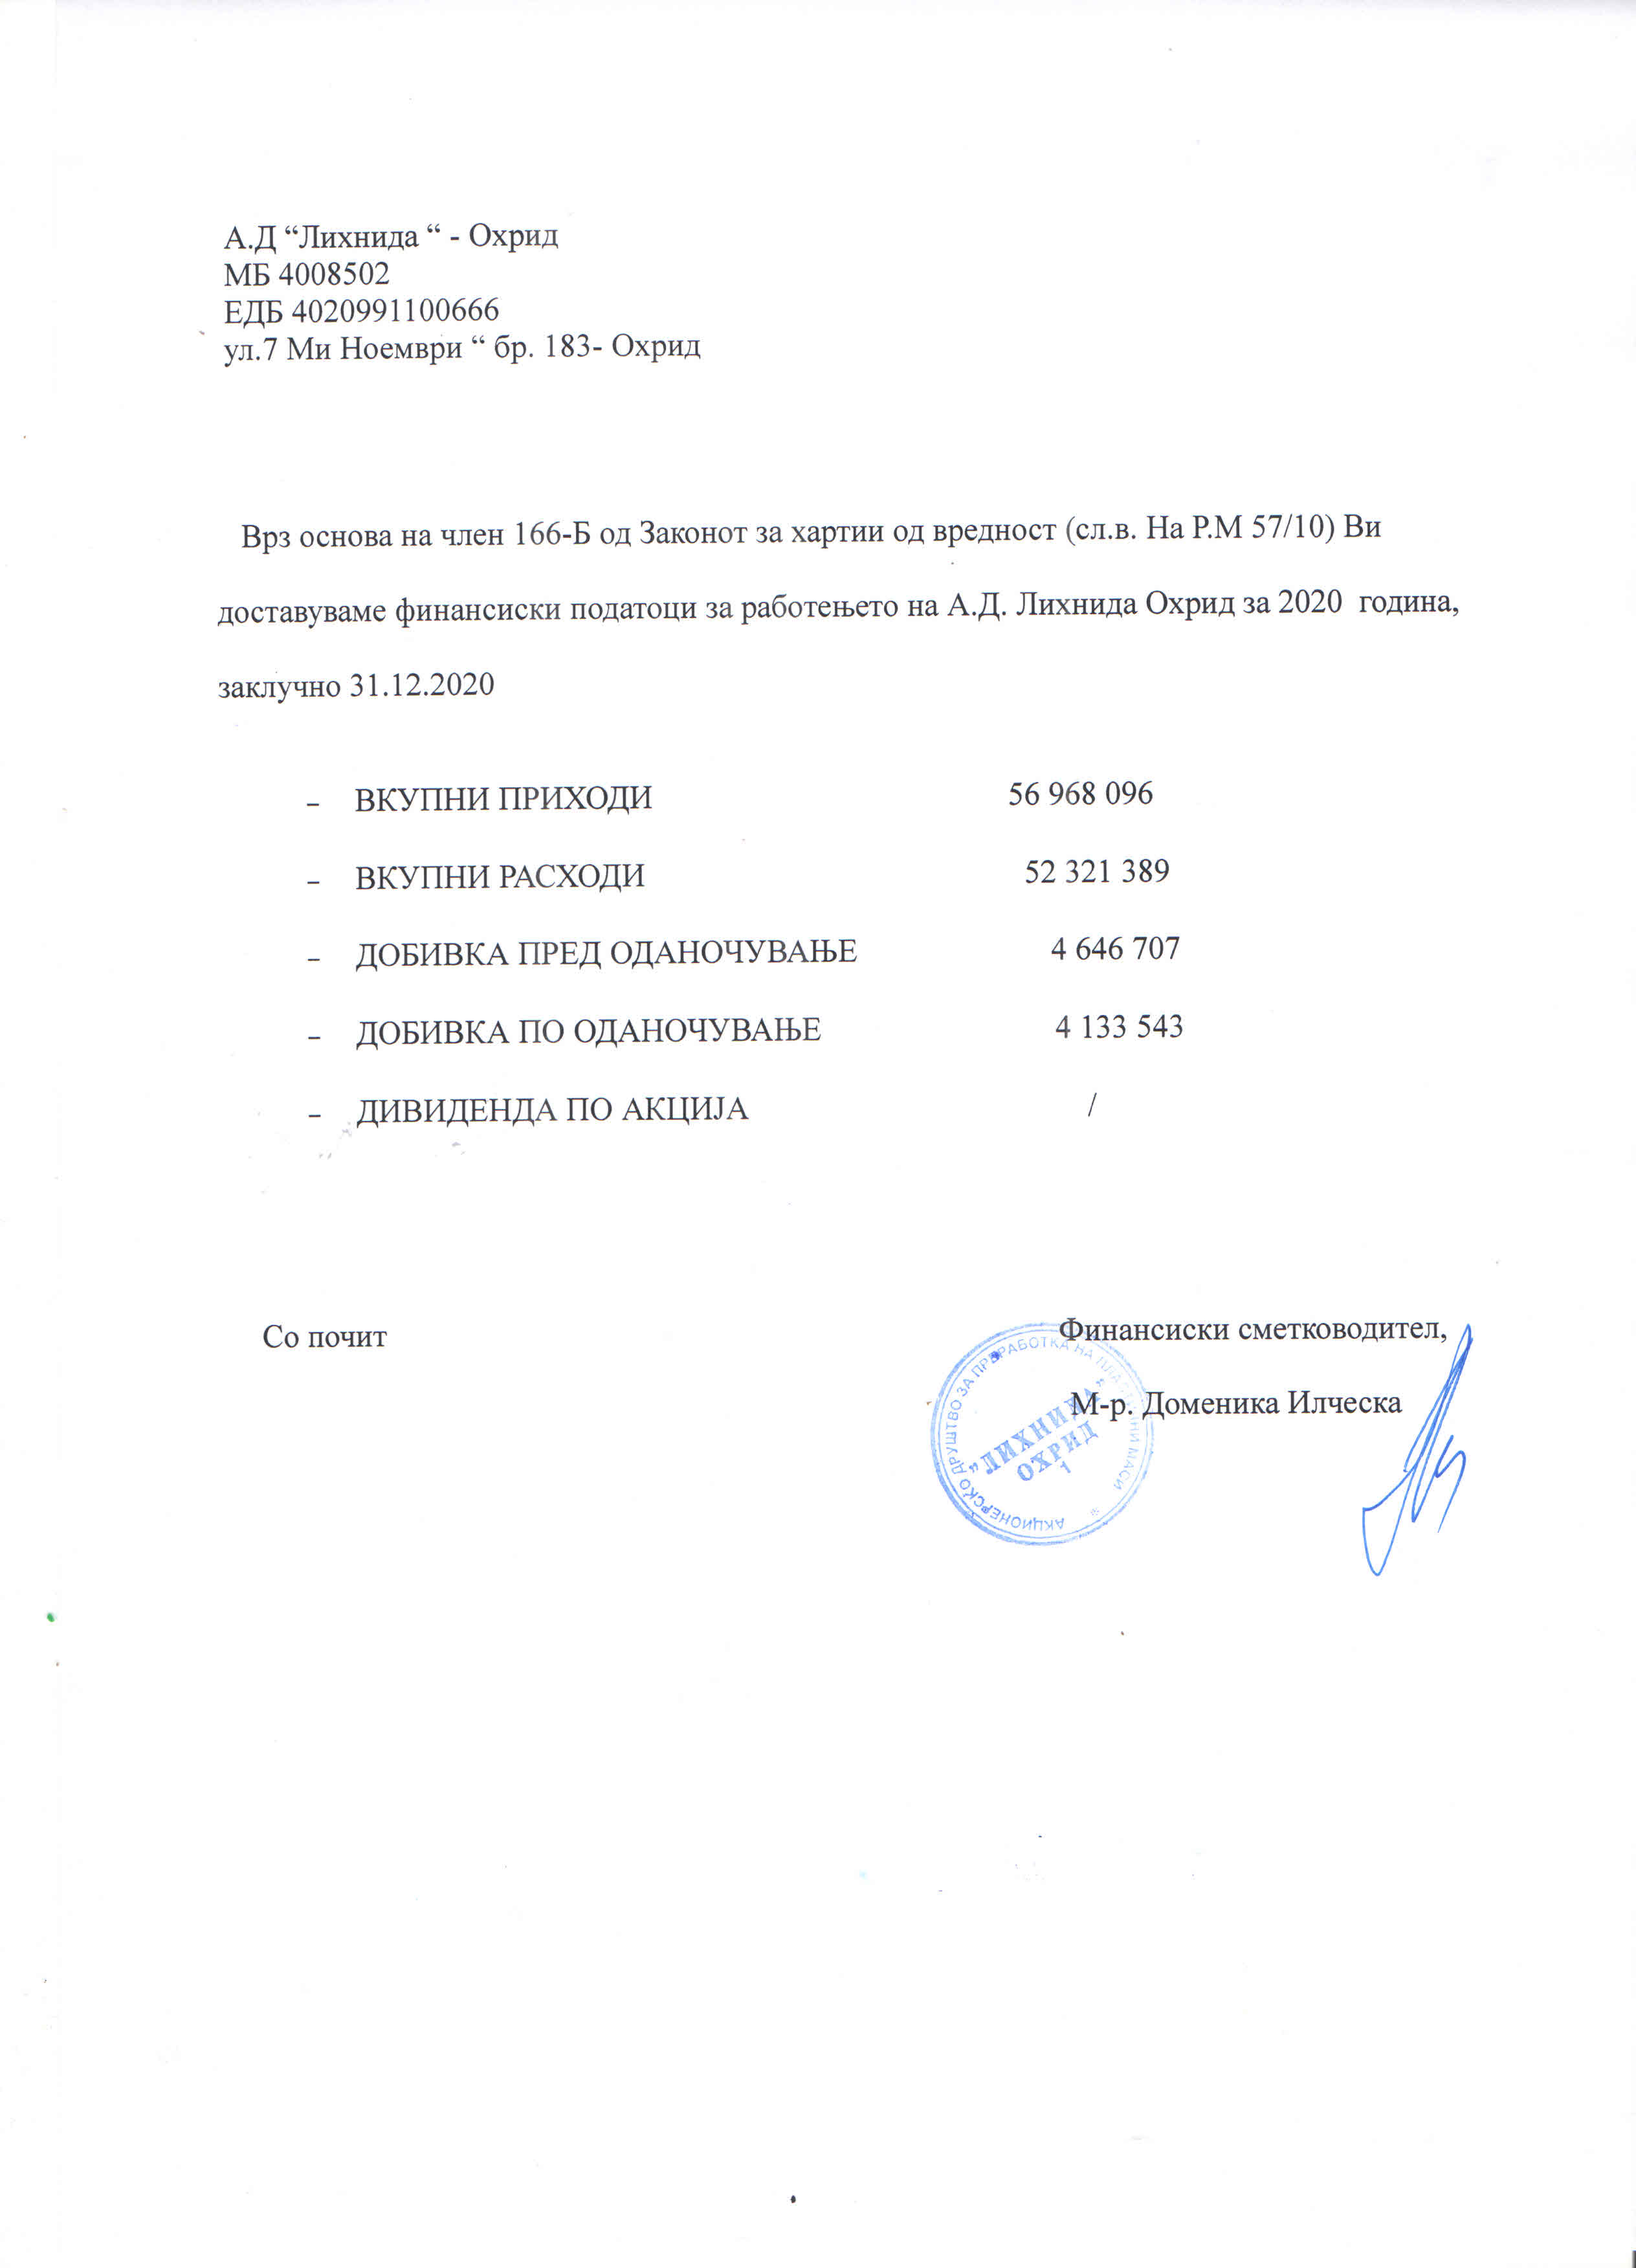 А.Д “Лихнида “ - Охрид
МБ 4008502
ЕДБ 4020991100666
ул.7 Ми Ноември “ бр. 183- Охрид
Врз основа на член 166-Б од Законот за хартии од вредност (сл.в. На Р.М 57/10) Ви
доставуваме финансиски податоци за работењето на А.Д. Лихнида Охрид за 2020 година,
заклучно 31.12.2020
- ВКУПНИ ПРИХОДИ 56 968 096
- ВКУПНИ РАСХОДИ 52 321 389
- ДОБИВКА ПРЕД ОДАНОЧУВАЊЕ 4 646 707
- ДОБИВКА ПО ОДАНОЧУВАЊЕ 4 133 543
- ДИВИДЕНДА ПО АКЦИЈА /
Со почит Финансиски сметководител,
М-р. Доменика Илческа
АКЦИОНЕРСКО ДРУШТВО ЗА ПРЕРАБОТКА НА МАСИ
„ЛИХНИДА”
ОХРИД
1